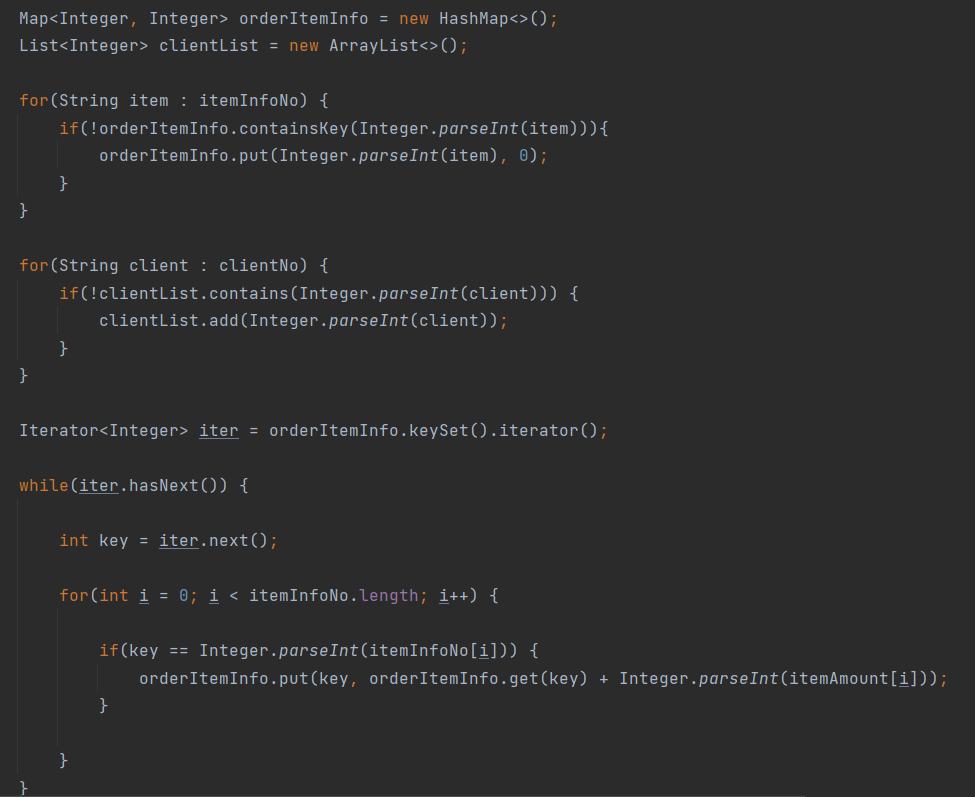 Map<Integer, Integer> orderItemInfo = new HashMap<>();
List<Integer> clientList = new ArrayList<>();
for(String item : itemInfoNo) {
if(!orderItemInfo.containsKey(Integer.parseInt(item))){
orderItemInfo.put(Integer.parseInt(item), 0);
}
}
for(String client : clientNo) {
if(!clientList.contains(Integer.parseInt(client))) {
clientList.add(Integer.parseInt(client));
}
}
Iterator<Integer> iter = orderItemInfo.keySet().iterator();
while(iter.hasNext()) {
int key = iter.next();
for(int i = 0; i < itemInfoNo.length; i++) {
if(key == Integer.parseInt(itemInfoNo[i])) {
orderItemInfo.put(key, orderItemInfo.get(key) + Integer.parseInt(itemAmount[i]));
}
}
}